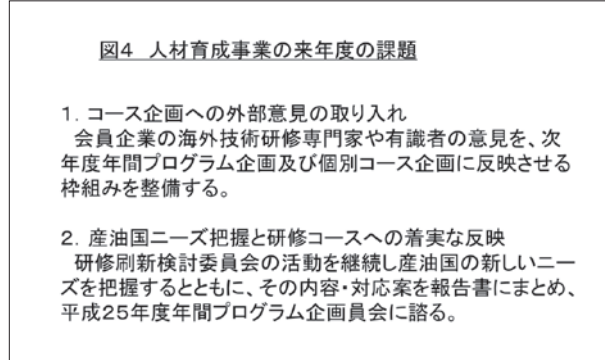 図4　人材育成事業の来年度の課題
1．コース企画への外部意見の取り入れ
会員企業の海外技術研修専門家や有識者の意見を、次
年度年間プログラム企画及び個別コース企画に反映させる
枠組みを整備する。
2．産油国ニーズ把握と研修コースへの着実な反映
研修刷新検討委員会の活動を継続し産油国の新しいニー
ズを把握するとともに、その内容・対応案を報告書にまとめ、
平成25年度年間プログラム企画員会に諮る。